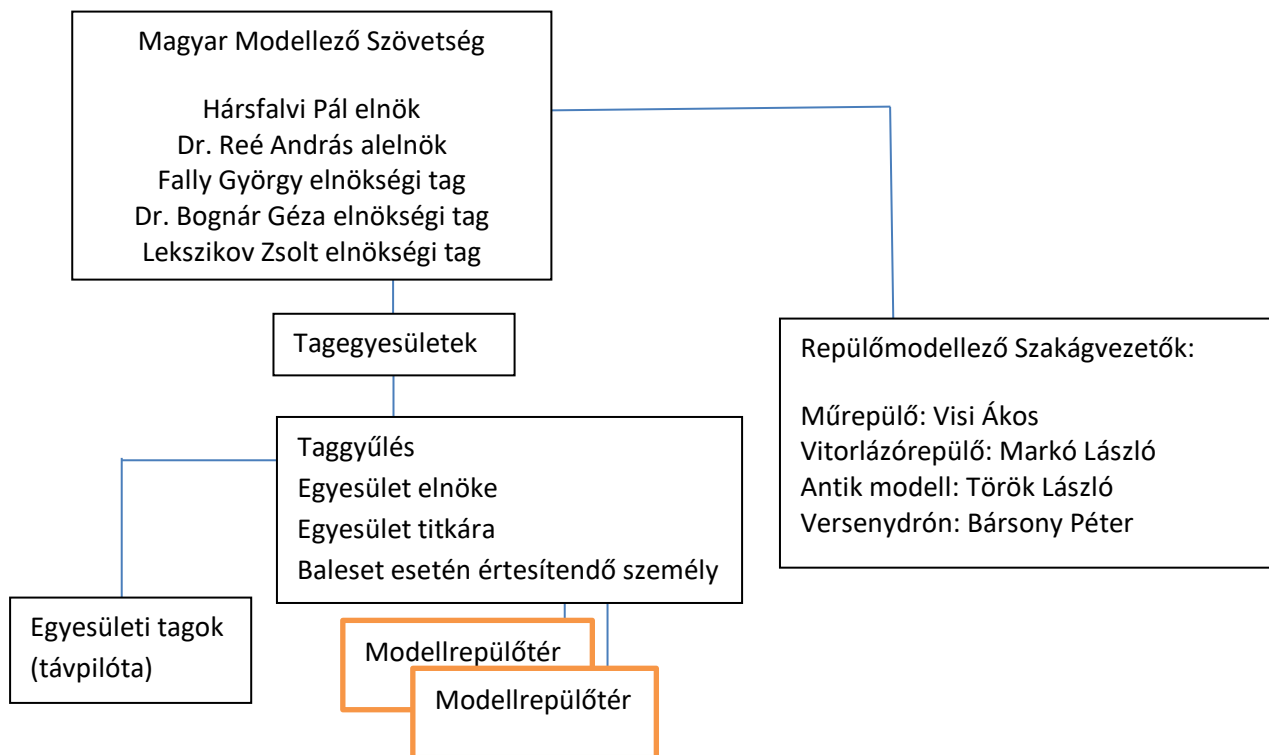 Magyar Modellező Szövetség
Hársfalvi Pál elnök
Dr. Reé András alelnök
Fally György elnökségi tag
Dr. Bognár Géza elnökségi tag
Lekszikov Zsolt elnökségi tag
Tagegyesületek
Repülőmodellező Szakágvezetők:
Műrepülő: Visi Ákos
Vitorlázórepülő: Markó László
Antik modell: Török László
Versenydrón: Bársony Péter
Taggyűlés
Egyesület elnöke
Egyesület titkára
Baleset esetén értesítendő személy
Egyesületi tagok
(távpilóta)
Modellrepülőtér
Modellrepülőtér